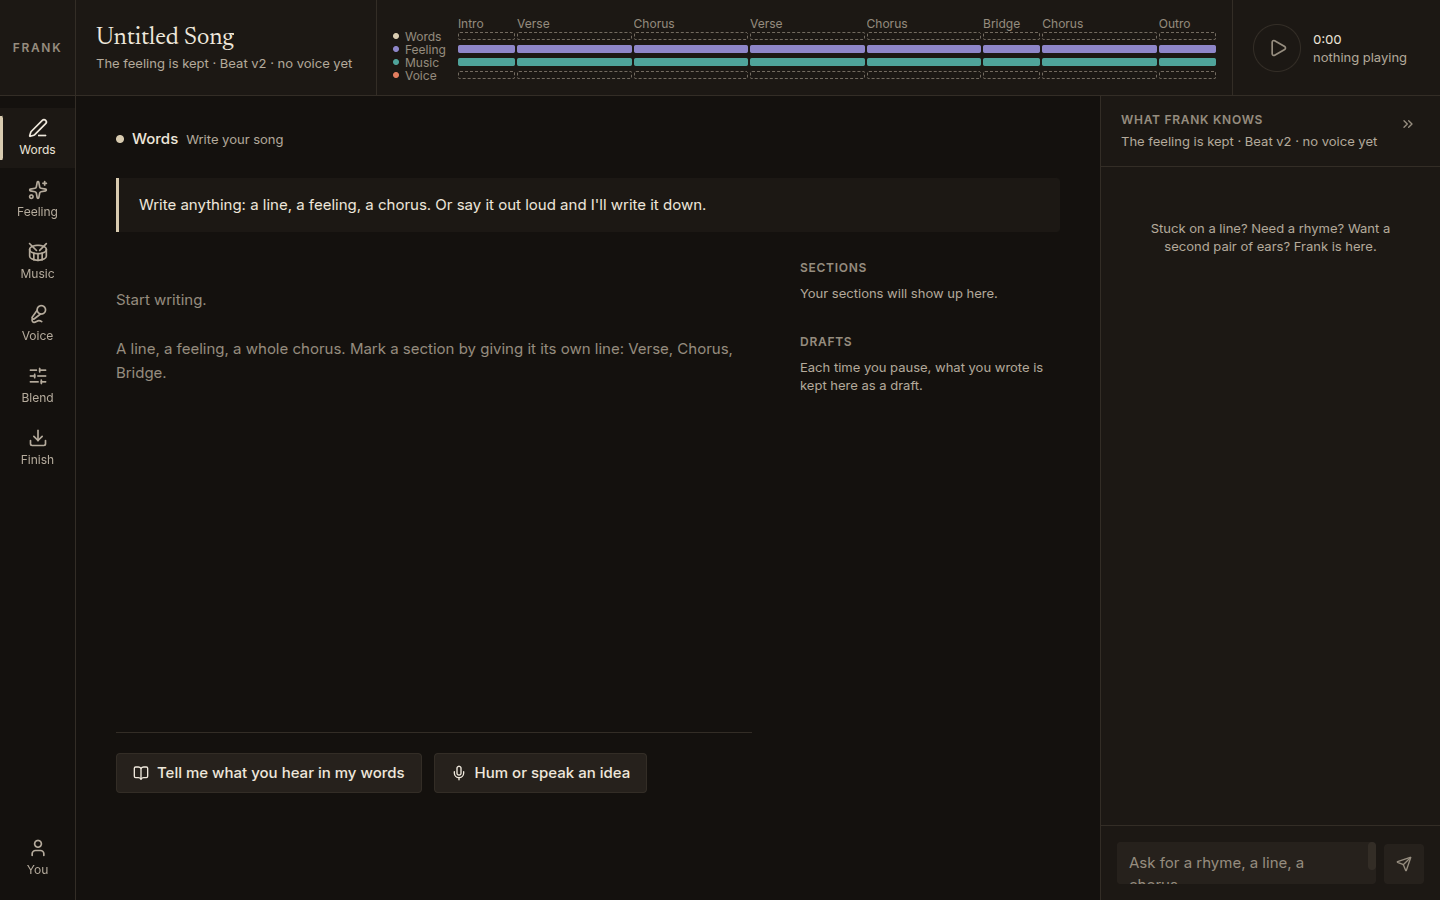 FRANK
Untitled Song
The feeling is kept · Beat v2 · no voice yet
Intro Verse Chorus Verse Chorus Bridge Chorus Outro
Words
Feeling
Music
Voice
0:00
nothing playing
Words
Feeling
Music
Voice
Blend
Finish
You
Words Write your song
Write anything: a line, a feeling, a chorus. Or say it out loud and I'll write it down.
Start writing.
A line, a feeling, a whole chorus. Mark a section by giving it its own line: Verse, Chorus,
Bridge.
SECTIONS
Your sections will show up here.
DRAFTS
Each time you pause, what you wrote is
kept here as a draft.
Tell me what you hear in my words
Hum or speak an idea
WHAT FRANK KNOWS
The feeling is kept · Beat v2 · no voice yet
Stuck on a line? Need a rhyme? Want a
second pair of ears? Frank is here.
Ask for a rhyme, a line, a
chorus